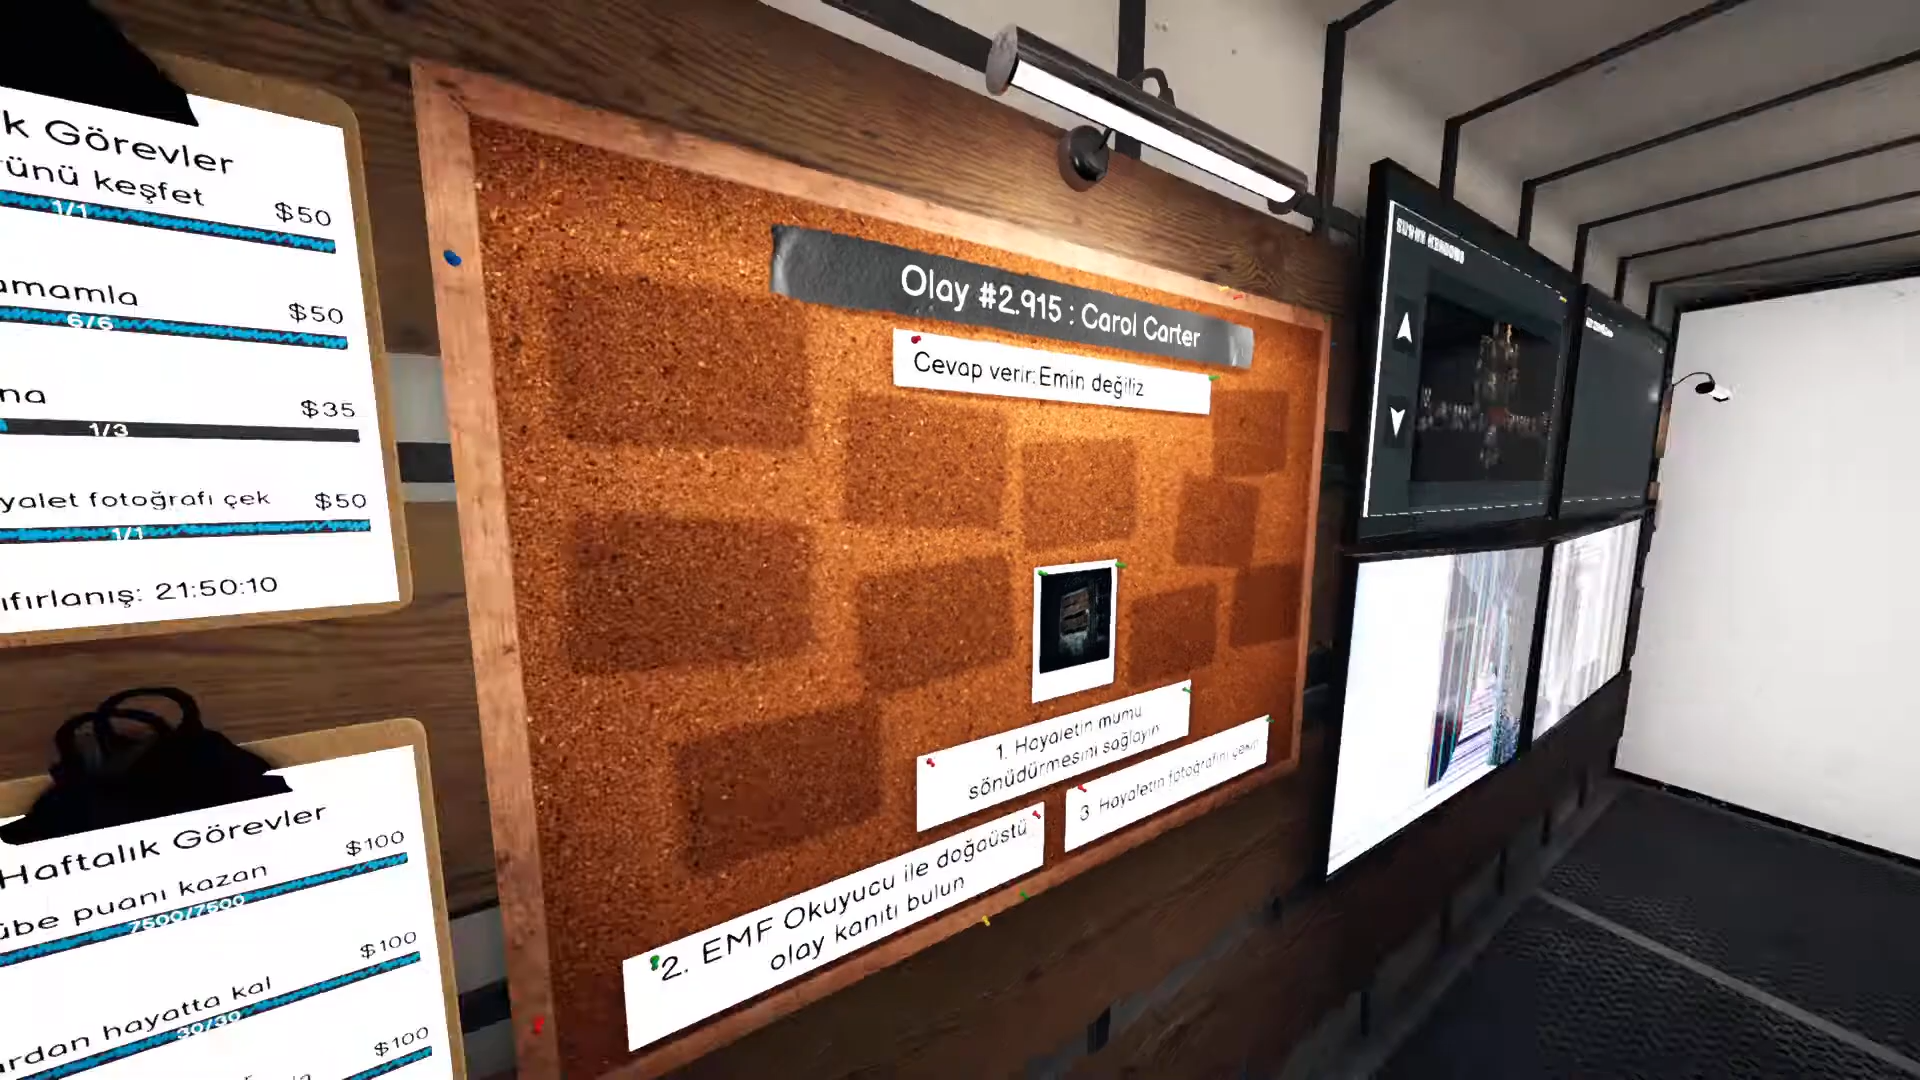 k Görevler
ünü keşfet $50
1/1
amamla $50
6/6
na $35
1/3
yalet fotoğrafı çek $50
1/1
ıfırlanış: 21:50:10
Haftalık Görevler
übe puanı kazan $100
7500/7500
ardan hayatta kal $100
30/30
$100
Olay #2.915 : Carol Carter
Cevap verir:Emin değiliz
1. Hayaletin mumu
sönüdürmesini sağlayın
2. EMF Okuyucu ile doğaüstü
olay kanıtı bulun
3 Hayaletin fotoğrafını çekin